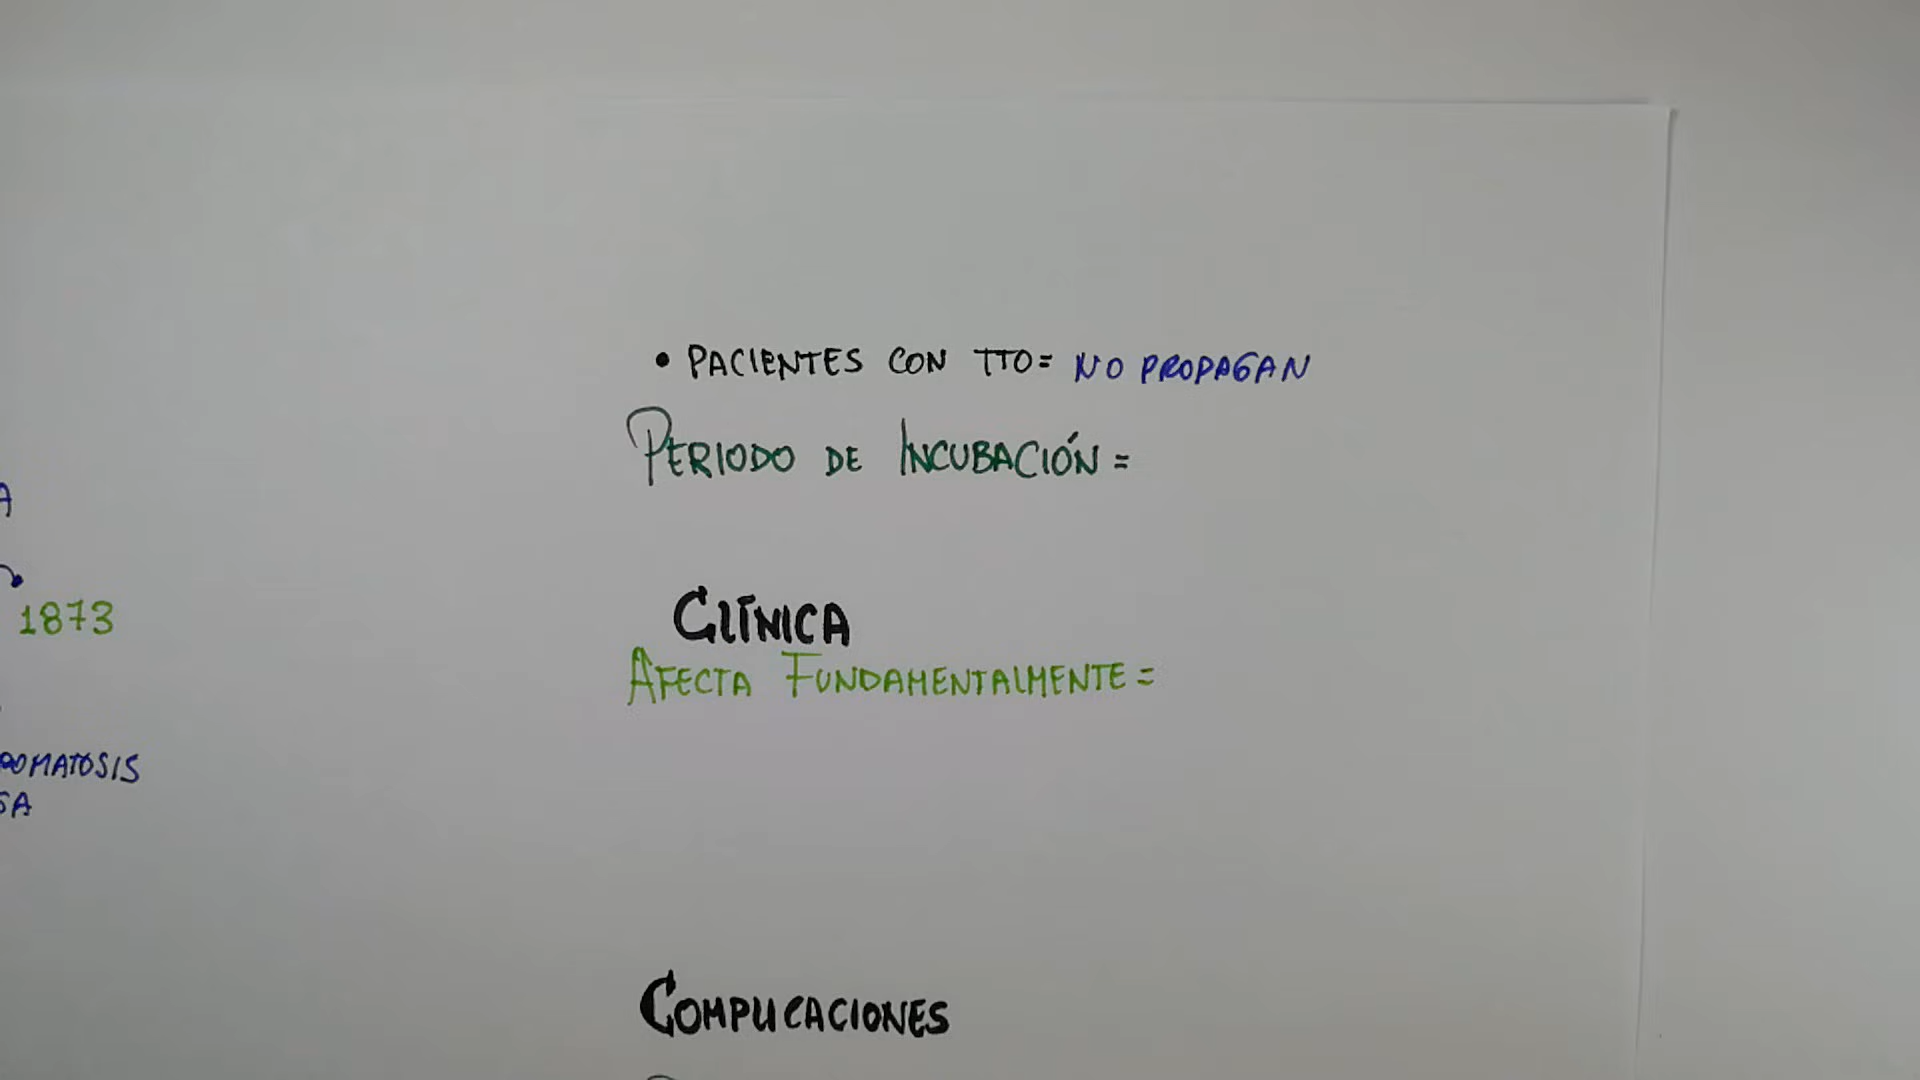 A
1873
OMATOSIS
SA
• PACIENTES CON TTO= NO PROPAGAN
PERIODO DE INCUBACIÓN =
CLÍNICA
AFECTA FUNDAMENTALMENTE =
COMPLICACIONES